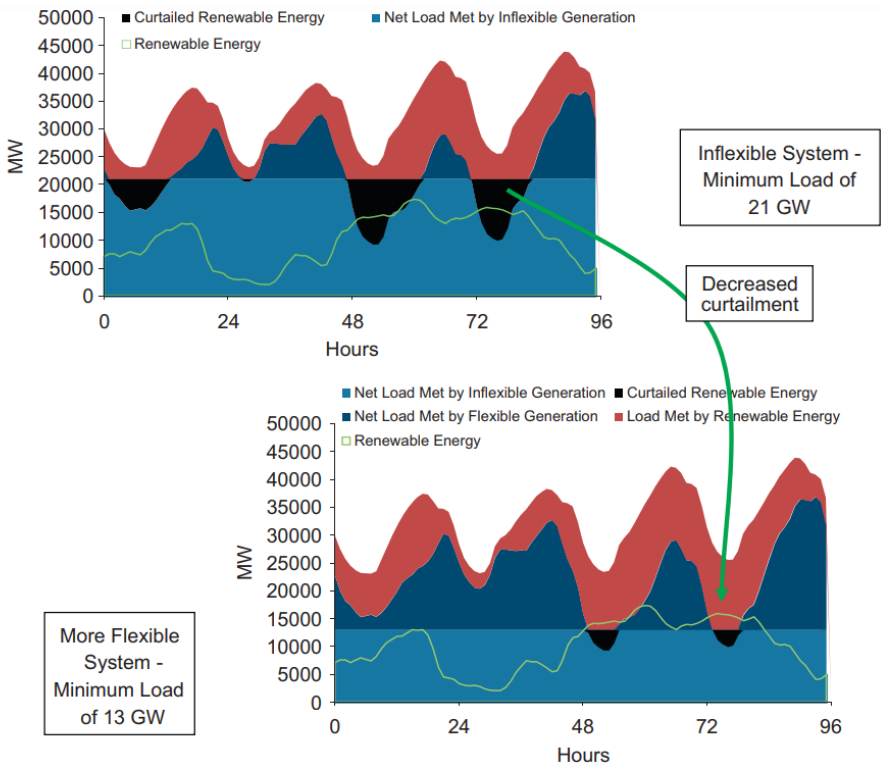 Curtailed Renewable Energy Net Load Met by Inflexible Generation
Renewable Energy
50000
45000
40000
35000
30000
25000
20000
15000
10000
5000
0
MW
0 24 48 72 96
Hours
Inflexible System -
Minimum Load of
21 GW
Decreased
curtailment
Net Load Met by Inflexible Generation Curtailed Renewable Energy
Net Load Met by Flexible Generation Load Met by Renewable Energy
Renewable Energy
50000
45000
40000
35000
30000
25000
20000
15000
10000
5000
0
MW
0 24 48 72 96
Hours
More Flexible
System -
Minimum Load
of 13 GW